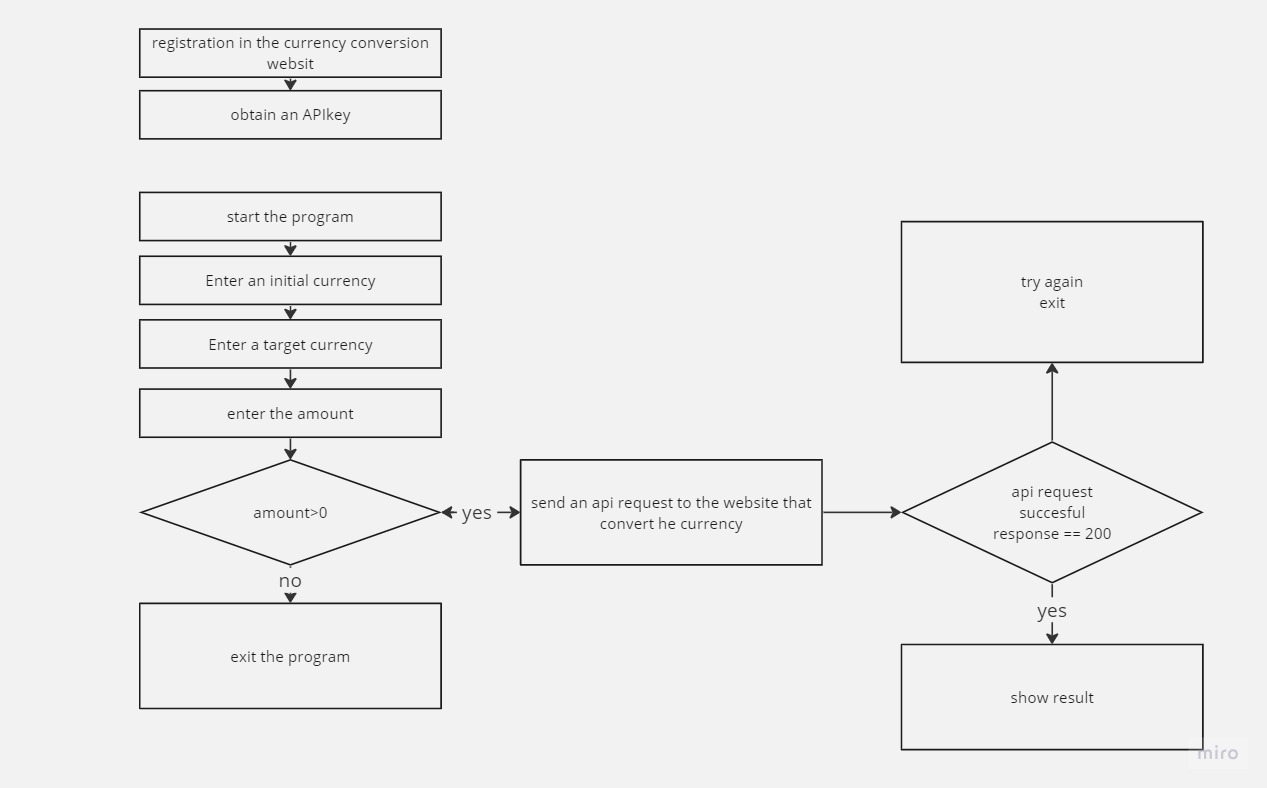 registration in the currency conversion
websit
obtain an APIkey
start the program
Enter an initial currency
Enter a target currency
enter the amount
amount>0
yes
no
exit the program
send an api request to the website that
convert he currency
try again
exit
api request
succesful
response == 200
yes
show result
miro